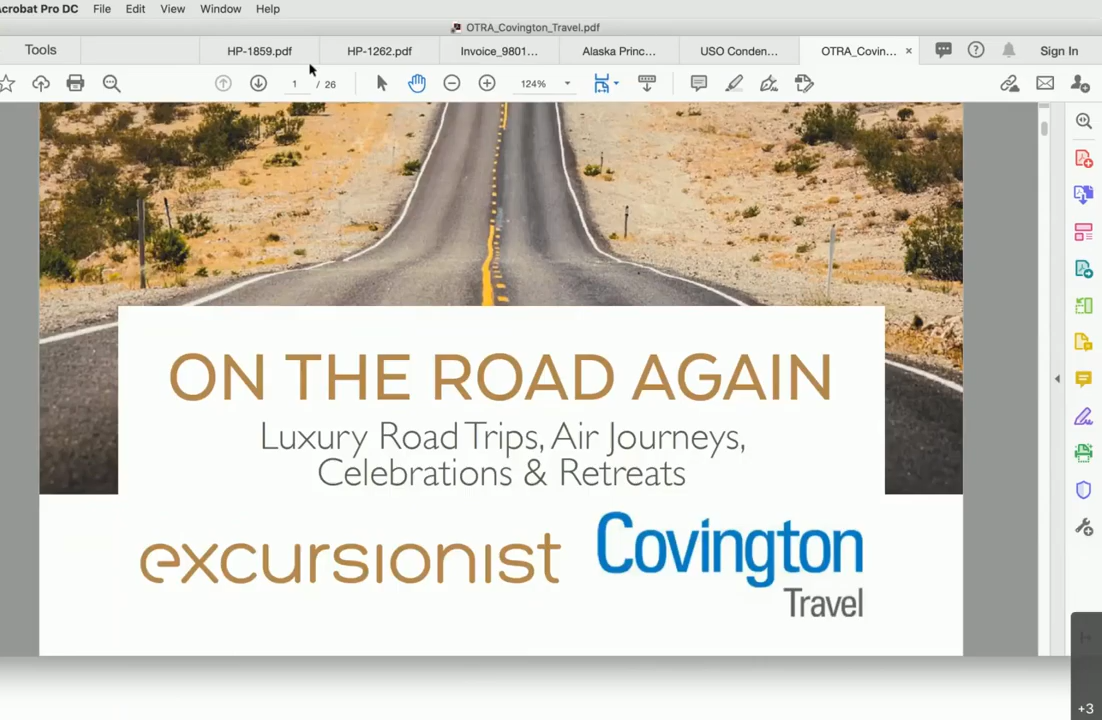 Acrobat Pro DC File Edit View Window Help
OTRA_Covington_Travel.pdf
Tools HP-1859.pdf HP-1262.pdf Invoice_9801... Alaska Princ... USO Conden... OTRA_Covin... × Sign In
1 / 26 124%
ON THE ROAD AGAIN
Luxury Road Trips, Air Journeys,
Celebrations & Retreats
excursionist
Covington
Travel
+3